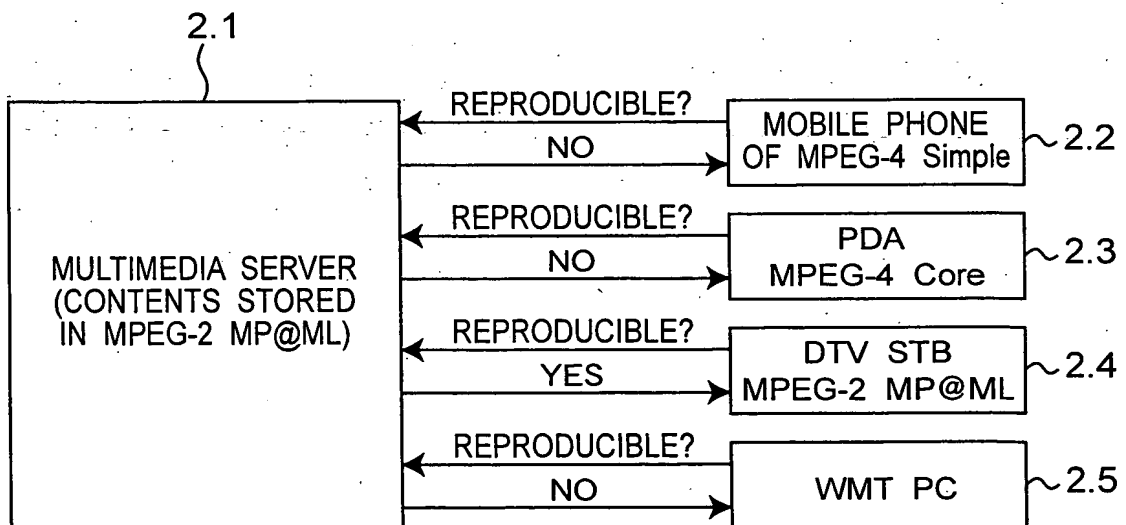 2.1
REPRODUCIBLE?
NO
MOBILE PHONE
OF MPEG-4 Simple
2.2
REPRODUCIBLE?
NO
PDA
MPEG-4 Core
2.3
MULTIMEDIA SERVER
(CONTENTS STORED
IN MPEG-2 MP@ML)
REPRODUCIBLE?
YES
DTV STB
MPEG-2 MP@ML
2.4
REPRODUCIBLE?
NO
WMT PC
2.5